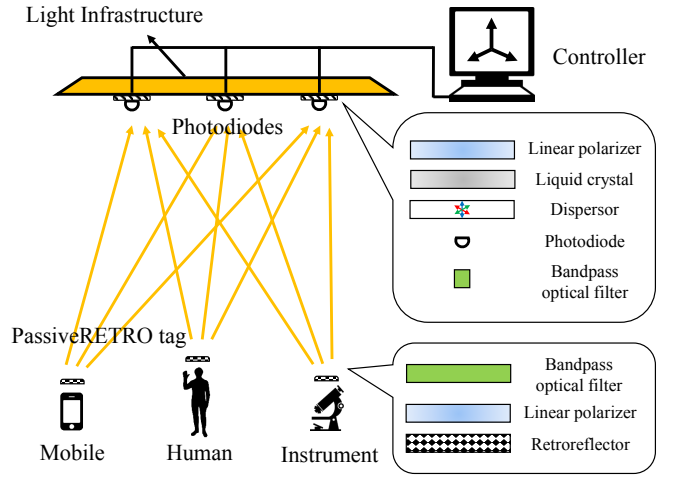 Light Infrastructure
Controller
Photodiodes
Linear polarizer
Liquid crystal
Dispersor
Photodiode
Bandpass
optical filter
PassiveRETRO tag
Bandpass
optical filter
Linear polarizer
Retroreflector
Mobile
Human
Instrument